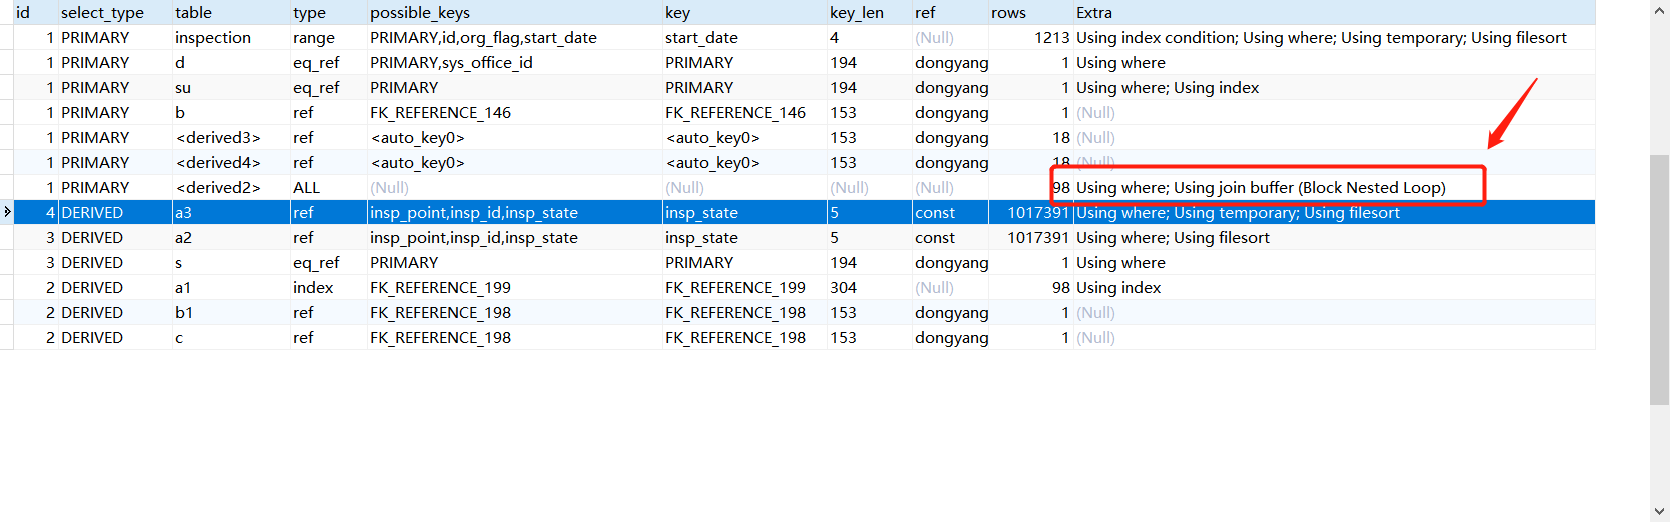 id select_type table type possible_keys key key_len ref rows Extra
1 PRIMARY inspection range PRIMARY,id,org_flag,start_date start_date 4 (Null) 1213 Using index condition; Using where; Using temporary; Using filesort
1 PRIMARY d eq_ref PRIMARY,sys_office_id PRIMARY 194 dongyang 1 Using where
1 PRIMARY su eq_ref PRIMARY PRIMARY 194 dongyang 1 Using where; Using index
1 PRIMARY b ref FK_REFERENCE_146 FK_REFERENCE_146 153 dongyang 1 (Null)
1 PRIMARY <derived3> ref <auto_key0> <auto_key0> 153 dongyang 18 (Null)
1 PRIMARY <derived4> ref <auto_key0> <auto_key0> 153 dongyang 18 (Null)
1 PRIMARY <derived2> ALL (Null) (Null) (Null) (Null) 98 Using where; Using join buffer (Block Nested Loop)
4 DERIVED a3 ref insp_point,insp_id,insp_state insp_state 5 const 1017391 Using where; Using temporary; Using filesort
3 DERIVED a2 ref insp_point,insp_id,insp_state insp_state 5 const 1017391 Using where; Using filesort
3 DERIVED s eq_ref PRIMARY PRIMARY 194 dongyang 1 Using where
2 DERIVED a1 index FK_REFERENCE_199 FK_REFERENCE_199 304 (Null) 98 Using index
2 DERIVED b1 ref FK_REFERENCE_198 FK_REFERENCE_198 153 dongyang 1 (Null)
2 DERIVED c ref FK_REFERENCE_198 FK_REFERENCE_198 153 dongyang 1 (Null)